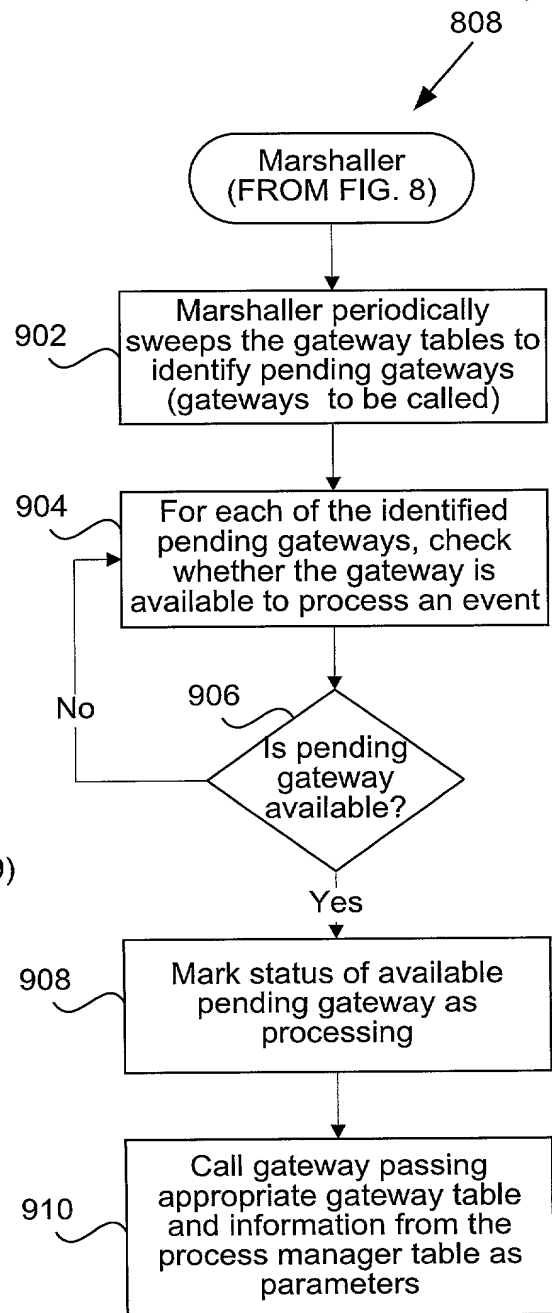 808
Marshaller
(FROM FIG. 8)
902
Marshaller periodically
sweeps the gateway tables to
identify pending gateways
(gateways to be called)
904
For each of the identified
pending gateways, check
whether the gateway is
available to process an event
906
No
Is pending
gateway
available?
9)
Yes
908
Mark status of available
pending gateway as
processing
910
Call gateway passing
appropriate gateway table
and information from the
process manager table as
parameters